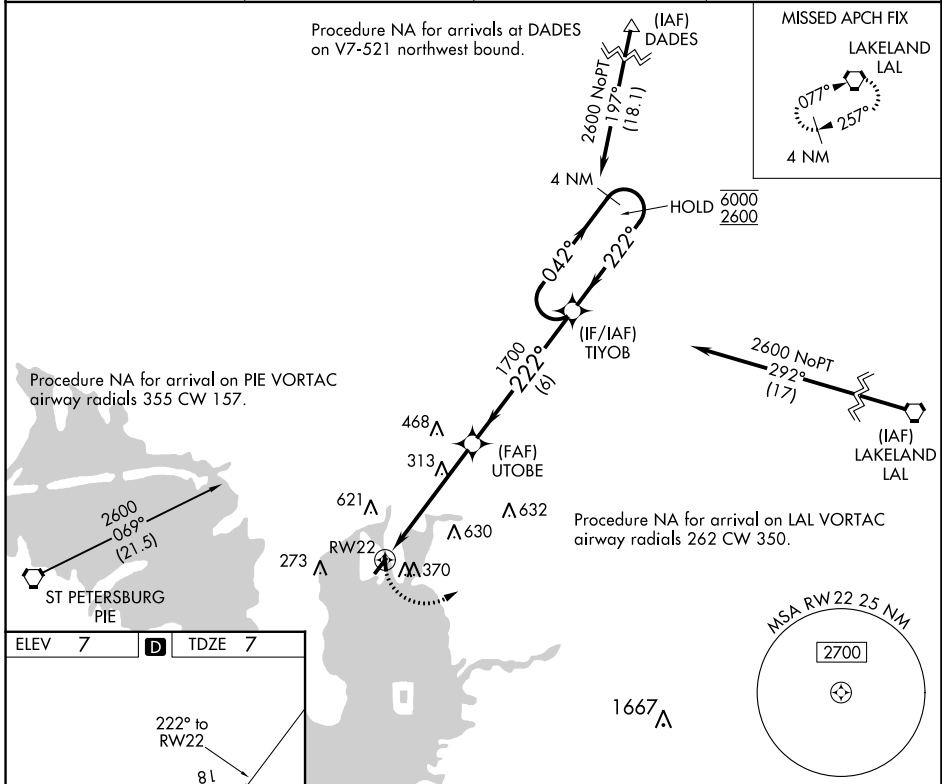 Procedure NA for arrivals at DADES
on V7-521 northwest bound.
(IAF)
DADES
2600 NoPT
197°
(18.1)
MISSED APCH FIX
LAKELAND
LAL
077°
257°
4 NM
4 NM
HOLD
6000
2600
042°
222°
(IF/IAF)
TIYOB
1700
222°
(6)
2600 NoPT
292°
(17)
(IAF)
LAKELAND
LAL
Procedure NA for arrival on PIE VORTAC
airway radials 355 CW 157.
468
(FAF)
UTOBE
313
621
632
630
Procedure NA for arrival on LAL VORTAC
airway radials 262 CW 350.
2600
069°
(21.5)
RW22
273
370
ST PETERSBURG
PIE
MSA RW 22 25 NM
2700
1667
ELEV 7
D
TDZE 7
222° to
RW22
18